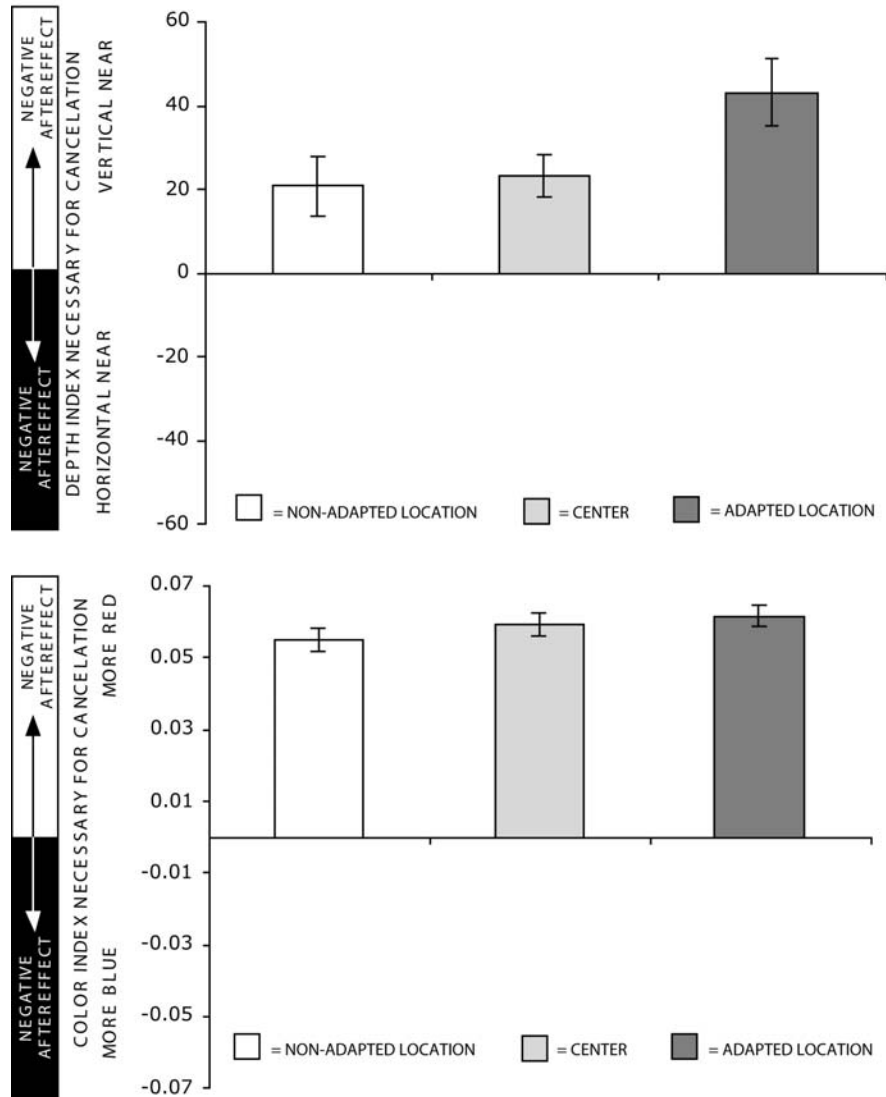 NEGATIVE
AFTEREFFECT
NEGATIVE
AFTEREFFECT
DEPTH INDEX NECESSARY FOR CANCELATION
VERTICAL NEAR
HORIZONTAL NEAR
60
40
20
0
-20
-40
-60
= NON-ADAPTED LOCATION
= CENTER
= ADAPTED LOCATION
NEGATIVE
AFTEREFFECT
NEGATIVE
AFTEREFFECT
COLOR INDEX NECESSARY FOR CANCELATION
MORE RED
MORE BLUE
0.07
0.05
0.03
0.01
-0.01
-0.03
-0.05
-0.07
= NON-ADAPTED LOCATION
= CENTER
= ADAPTED LOCATION